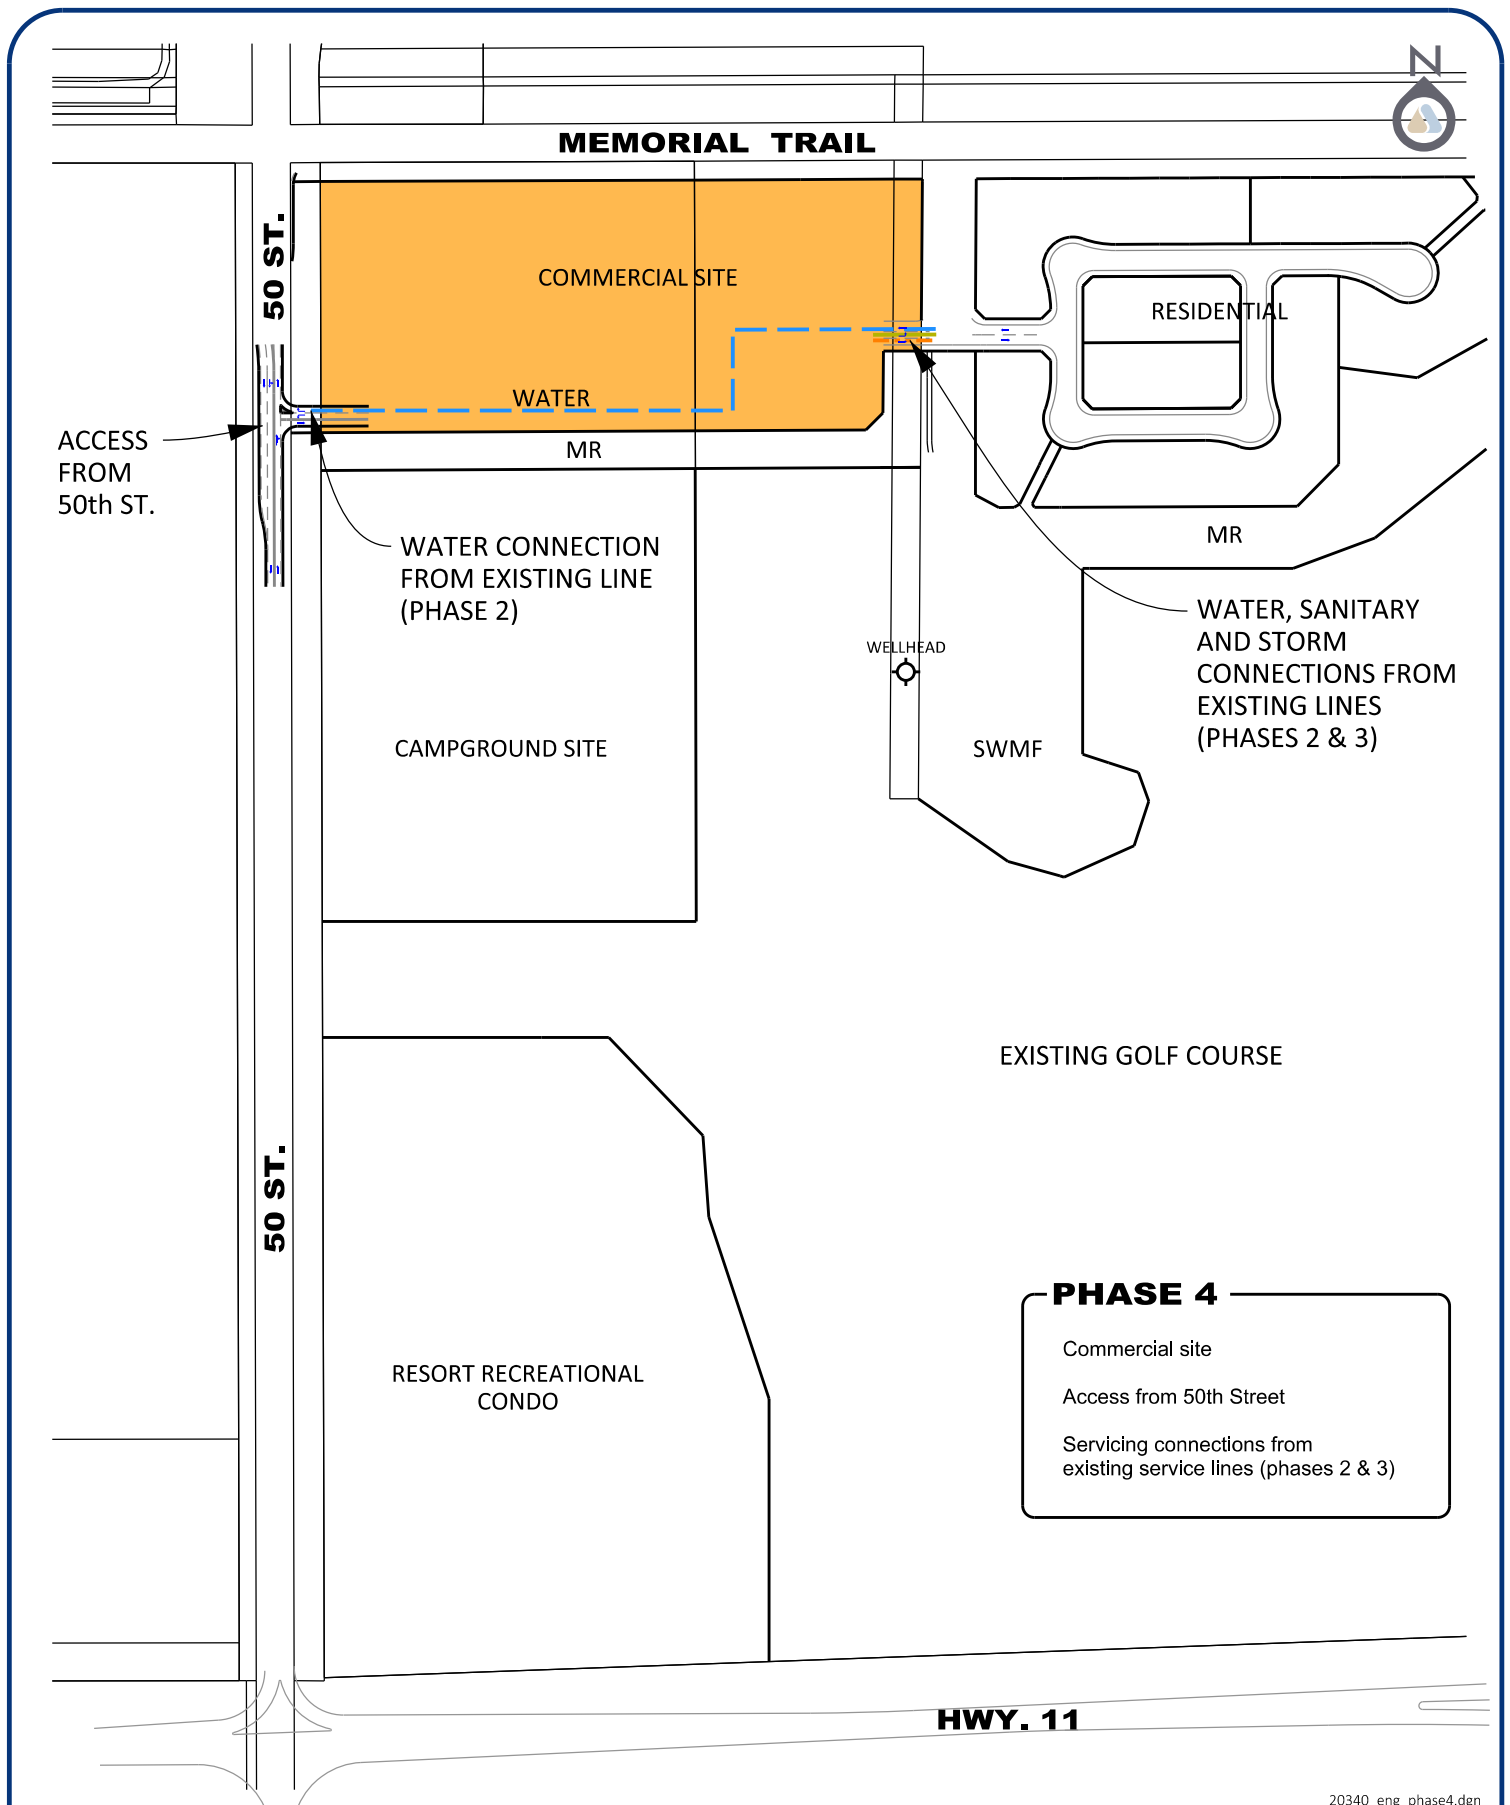 N
MEMORIAL TRAIL
50 ST.
COMMERCIAL SITE
RESIDENTIAL
WATER
ACCESS
FROM
50th ST.
MR
WATER CONNECTION
FROM EXISTING LINE
(PHASE 2)
MR
WATER, SANITARY
AND STORM
CONNECTIONS FROM
EXISTING LINES
(PHASES 2 & 3)
WELLHEAD
CAMPGROUND SITE
SWMF
EXISTING GOLF COURSE
50 ST.
RESORT RECREATIONAL
CONDO
PHASE 4
Commercial site
Access from 50th Street
Servicing connections from
existing service lines (phases 2 & 3)
HWY. 11
20340_eng_phase4.dgn